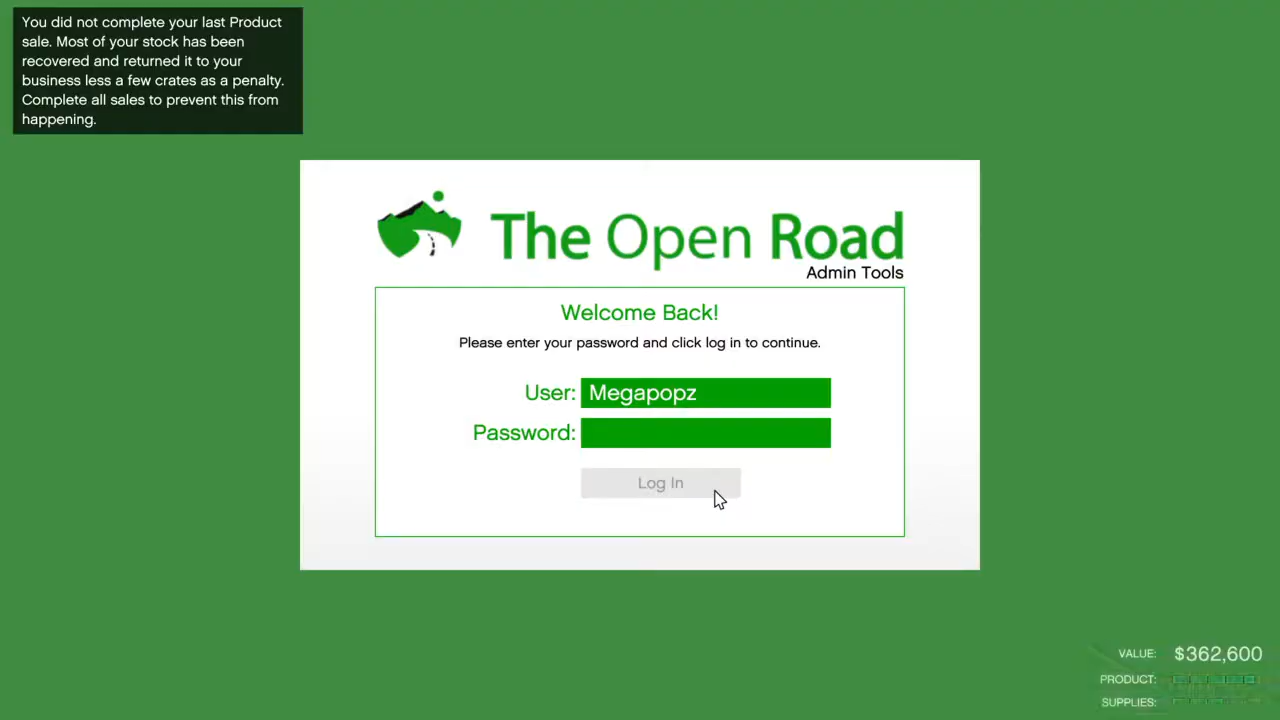 You did not complete your last Product
sale. Most of your stock has been
recovered and returned it to your
business less a few crates as a penalty.
Complete all sales to prevent this from
happening.
The Open Road
Admin Tools
Welcome Back!
Please enter your password and click log in to continue.
User: Megapopz
Password:
Log In
VALUE: $362,600
PRODUCT:
SUPPLIES: